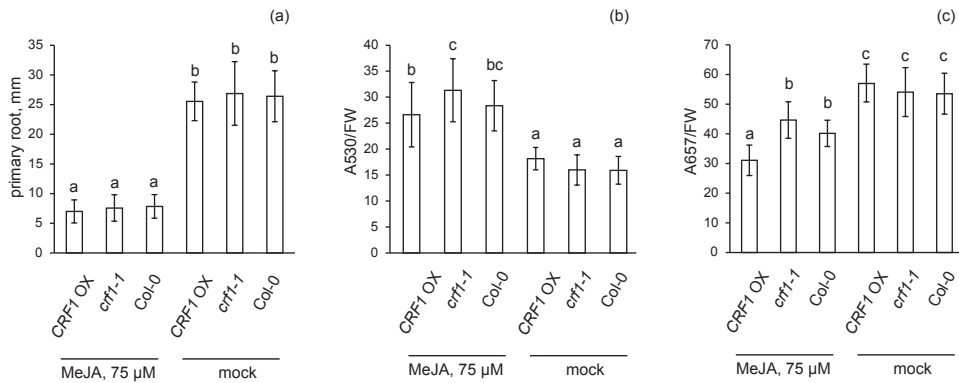 (a)
primary root, mm
35
30
25
20
15
10
5
0
a
a
a
b
b
b
CRF1 OX
crf1-1
Col-0
CRF1 OX
crf1-1
Col-0
MeJA, 75 µM
mock
(b)
A530/FW
40
35
30
25
20
15
10
5
0
b
c
bc
a
a
a
CRF1 OX
crf1-1
Col-0
CRF1 OX
crf1-1
Col-0
MeJA, 75 µM
mock
(c)
A657/FW
70
60
50
40
30
20
10
0
a
b
b
c
c
c
CRF1 OX
crf1-1
Col-0
CRF1 OX
crf1-1
Col-0
MeJA, 75 µM
mock